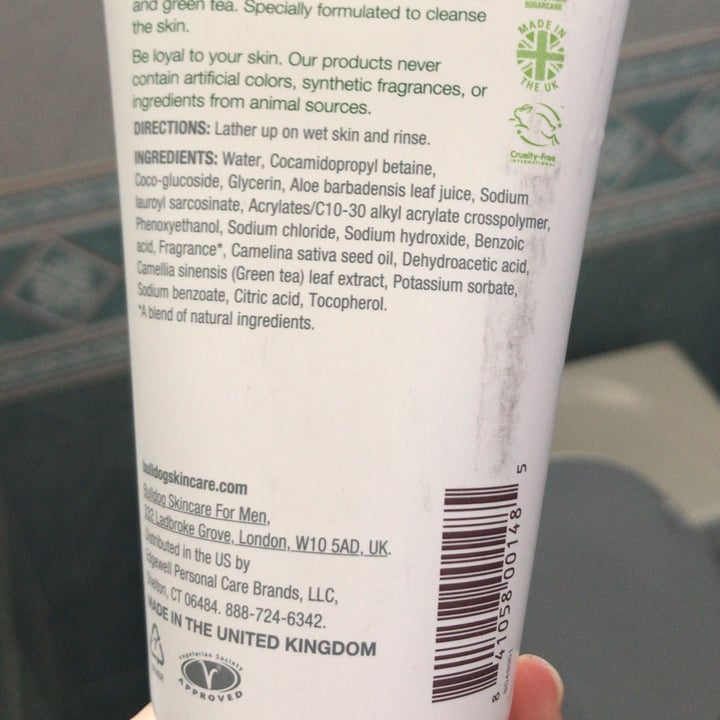 and green tea. Specially formulated to cleanse
the skin.
Be loyal to your skin. Our products never
contain artificial colors, synthetic fragrances, or
ingredients from animal sources.
DIRECTIONS: Lather up on wet skin and rinse.
INGREDIENTS: Water, Cocamidopropyl betaine,
Coco-glucoside, Glycerin, Aloe barbadensis leaf juice, Sodium
lauroyl sarcosinate, Acrylates/C10-30 alkyl acrylate crosspolymer,
Phenoxyethanol, Sodium chloride, Sodium hydroxide, Benzoic
acid, Fragrance*, Camelina sativa seed oil, Dehydroacetic acid,
Camellia sinensis (Green tea) leaf extract, Potassium sorbate,
Sodium benzoate, Citric acid, Tocopherol.
*A blend of natural ingredients.
SUGARCANE
MADE IN
THE UK
Cruelty-Free
INTERNATIONAL
bulldogskincare.com
Bulldog Skincare For Men,
282 Ladbroke Grove, London, W10 5AD, UK.
Distributed in the US by
Edgewell Personal Care Brands, LLC,
Shelton, CT 06484. 888-724-6342.
MADE IN THE UNITED KINGDOM
Vegetarian Society
APPROVED
8 41058 00148 5